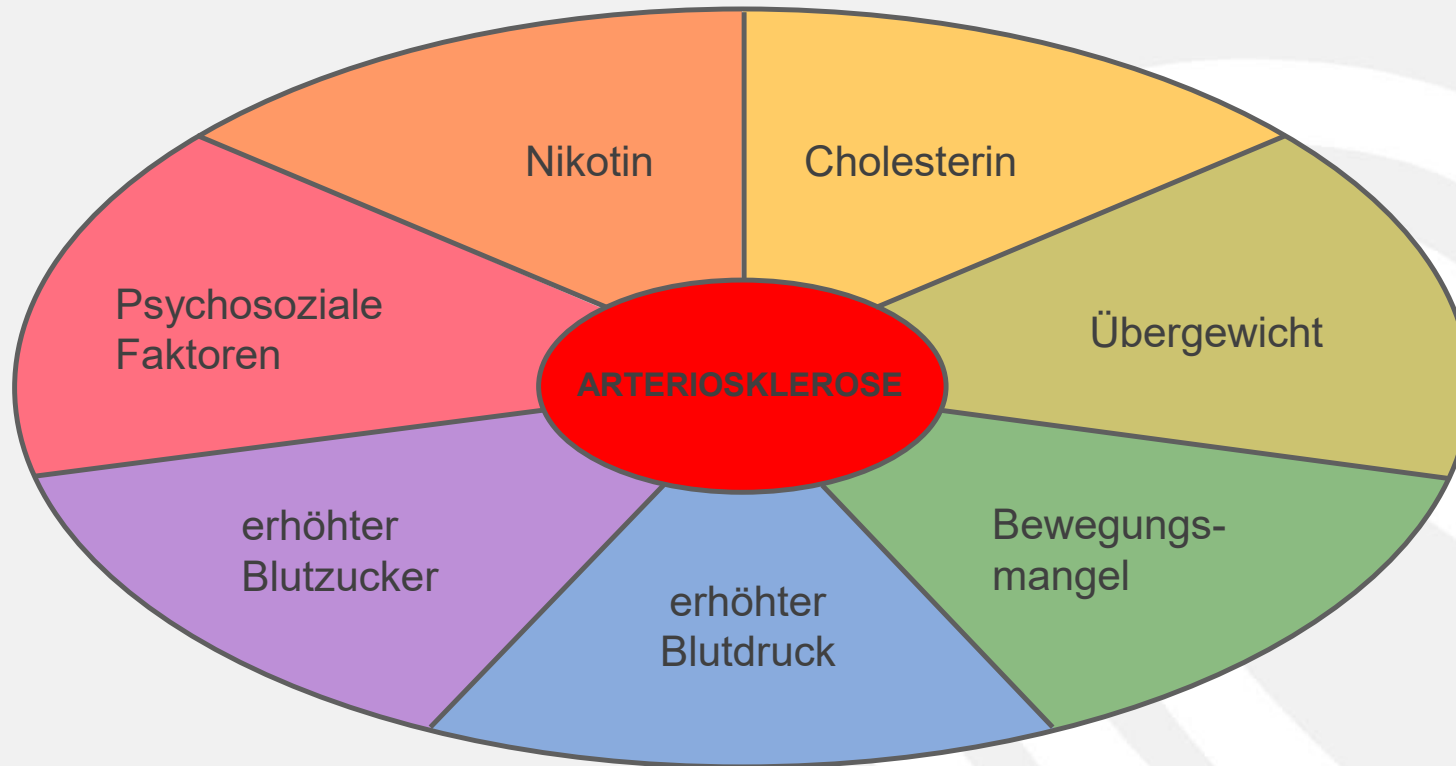 Nikotin
Cholesterin
Psychosoziale
Faktoren
Übergewicht
ARTERIOSKLEROSE
erhöhter
Blutzucker
Bewegungs-
mangel
erhöhter
Blutdruck